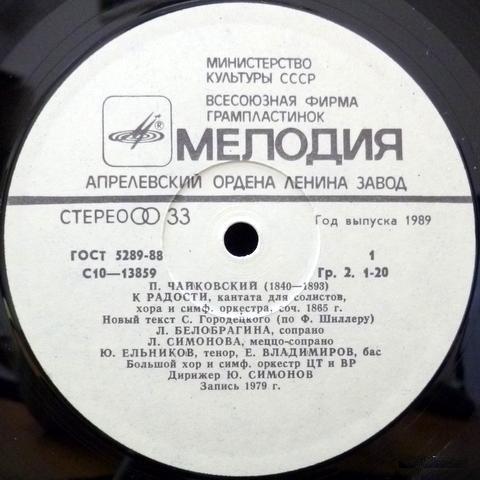 МИНИСТЕРСТВО
КУЛЬТУРЫ СССР
ВСЕСОЮЗНАЯ ФИРМА
ГРАМПЛАСТИНОК
®
МЕЛОДИЯ
АПРЕЛЕВСКИЙ ОРДЕНА ЛЕНИНА ЗАВОД
СТЕРЕО 33
Год выпуска 1989
ГОСТ 5289-88 1
С10—13859 Гр. 2. 1-20
П. ЧАЙКОВСКИЙ (1840—1893)
К РАДОСТИ, кантата для солистов,
хора и симф. оркестра, соч. 1865 г.
Новый текст С. Городецкого (по Ф. Шиллеру)
Л. БЕЛОБРАГИНА, сопрано
Л. СИМОНОВА, меццо-сопрано
Ю. ЕЛЬНИКОВ, тенор, Е. ВЛАДИМИРОВ, бас
Большой хор и симф. оркестр ЦТ и ВР
Дирижер Ю. СИМОНОВ
Запись 1979 г.